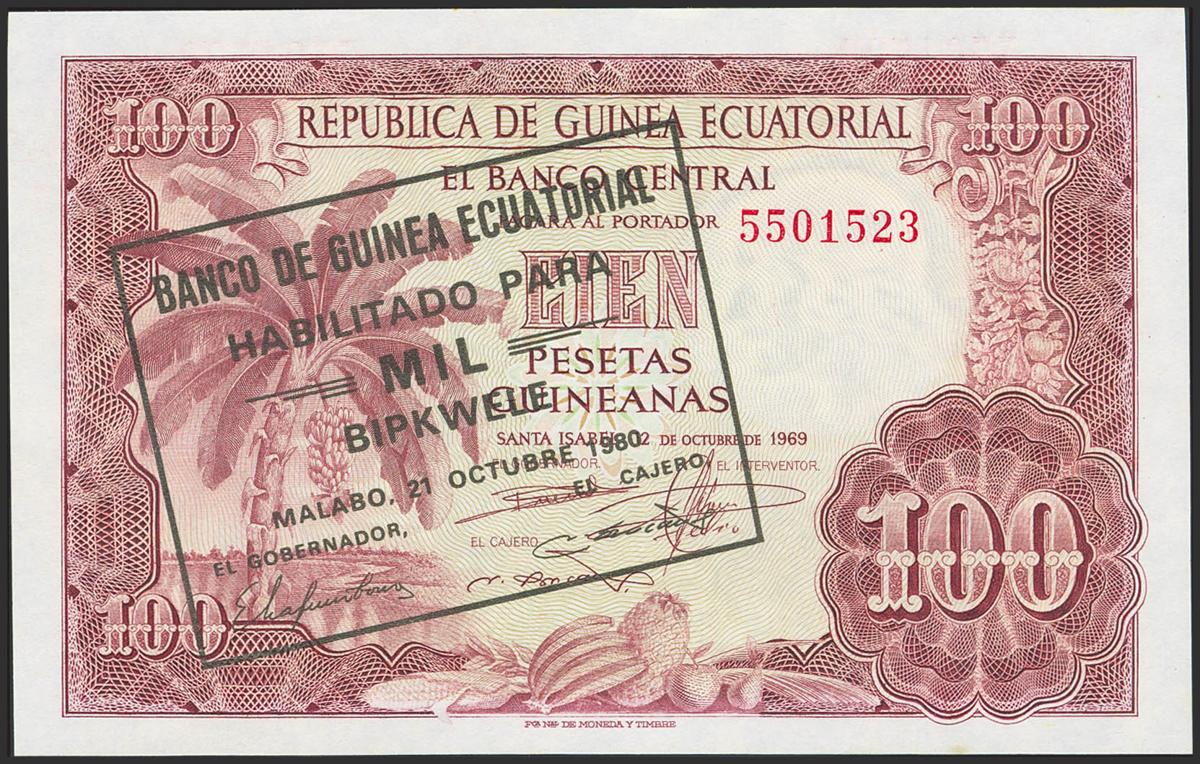 100
100
REPUBLICA DE GUINEA ECUATORIAL
EL BANCO CENTRAL
PAGARA AL PORTADOR
5501523
CIEN
PESETAS
GUINEANAS
SANTA ISABEL, 12 DE OCTUBRE DE 1969
EL GOBERNADOR.
EL INTERVENTOR.
EL CAJERO
BANCO DE GUINEA ECUATORIAL
HABILITADO PARA
MIL
BIPKWELE
MALABO, 21 OCTUBRE 1980
EL GOBERNADOR,
EL CAJERO
100
100
Fca Nal DE MONEDA Y TIMBRE